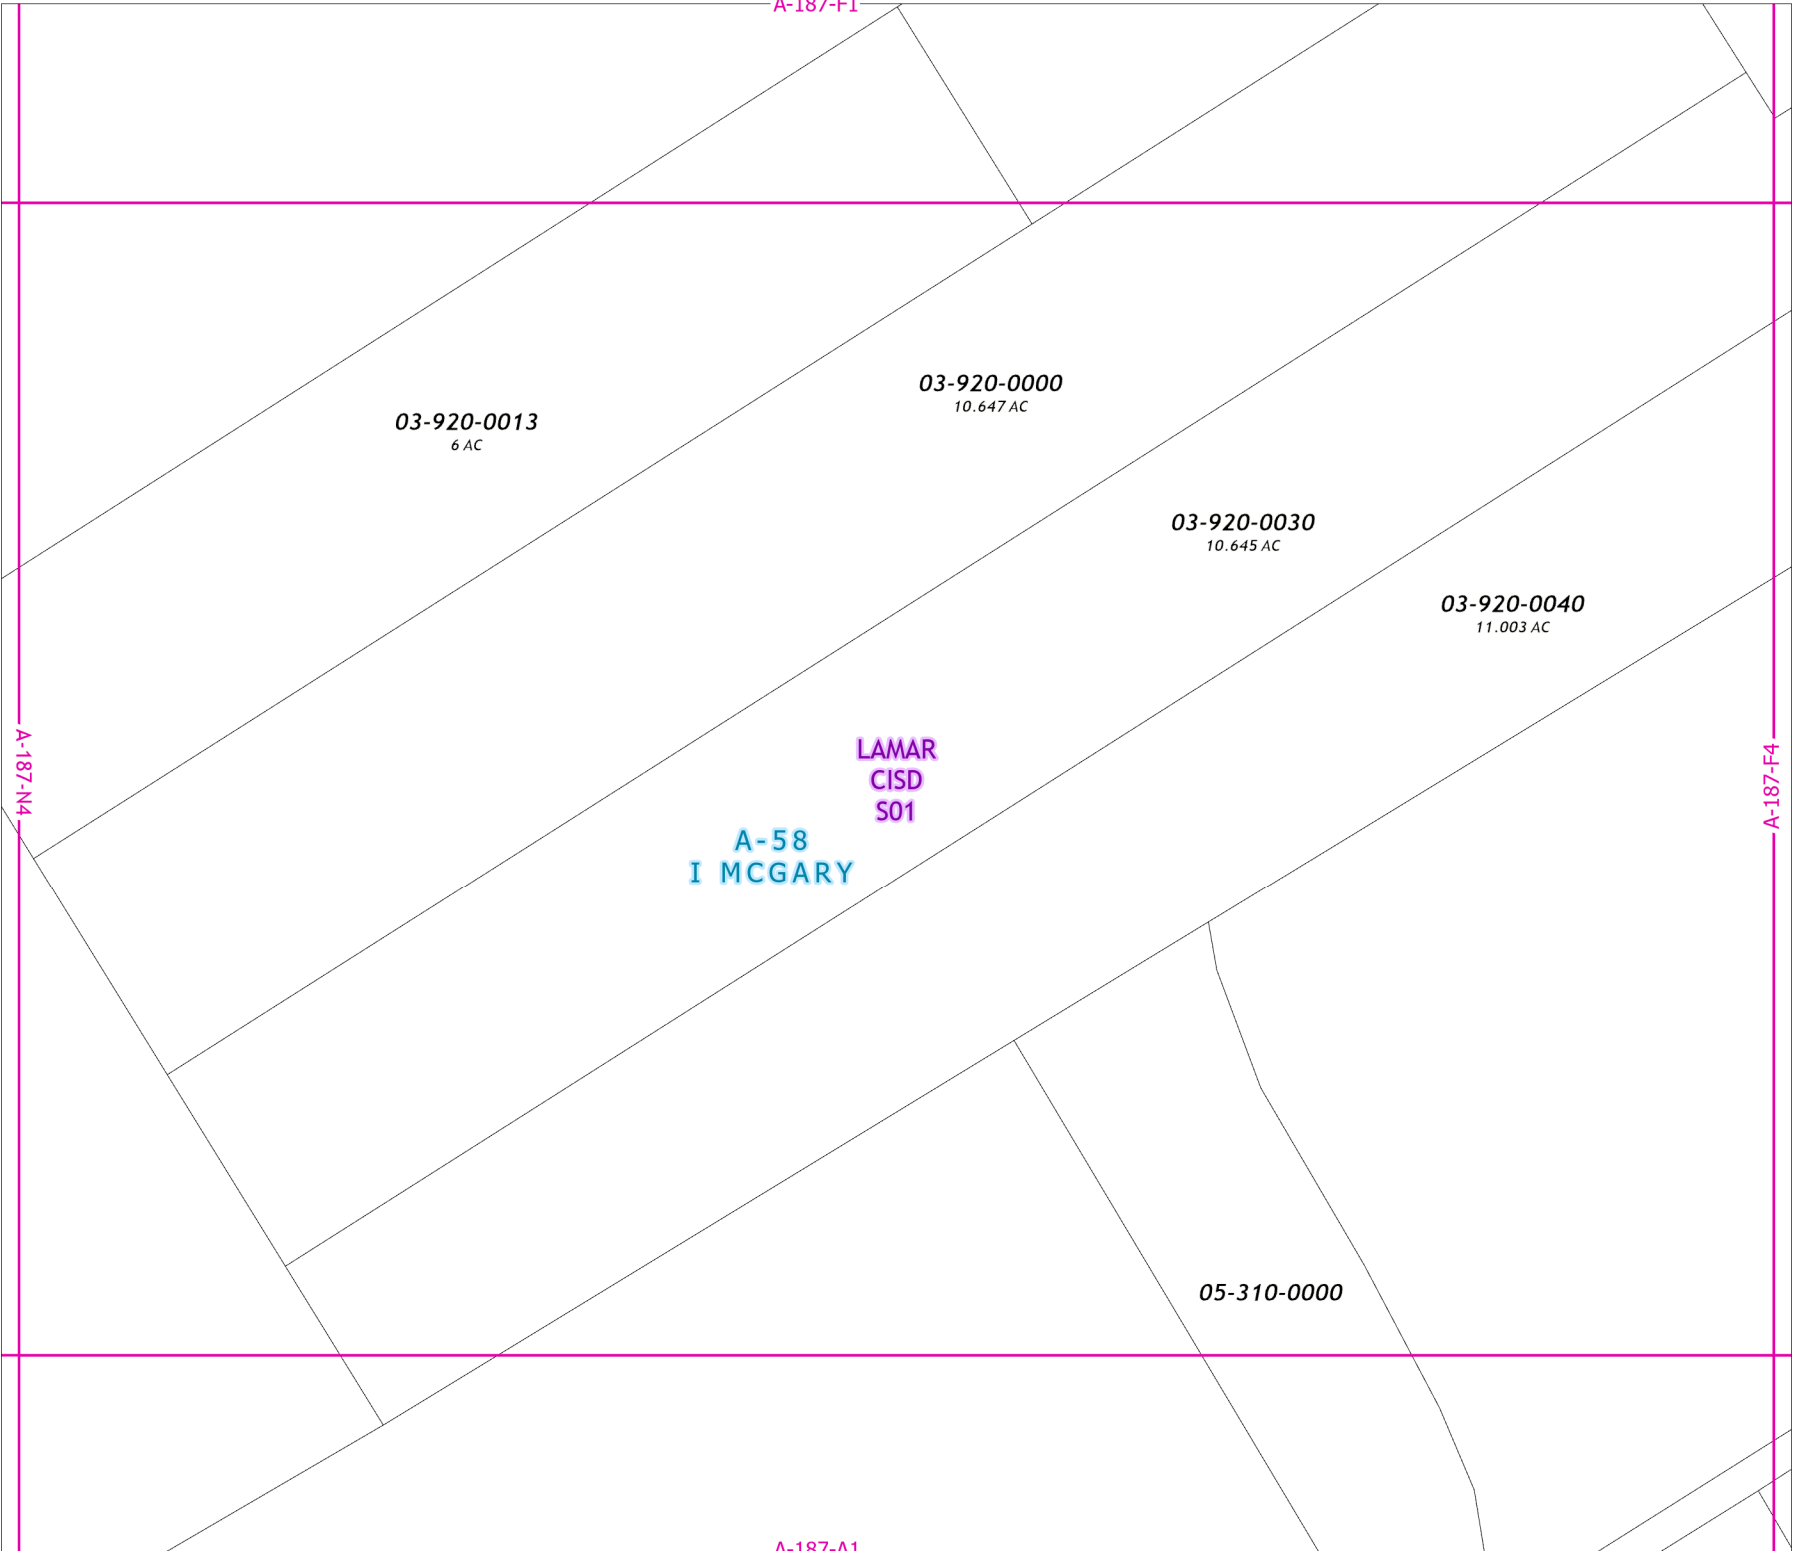 A-187-F1
03-920-0000
10.647 AC
03-920-0013
6 AC
03-920-0030
10.645 AC
03-920-0040
11.003 AC
A-187-N4
A-187-F4
LAMAR
CISD
S01
A-58
I MCGARY
05-310-0000
A-187-A1